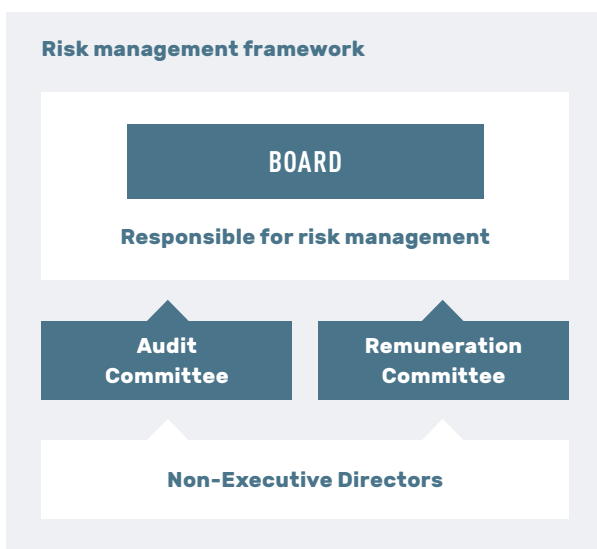 Risk management framework
BOARD
Responsible for risk management
Audit
Committee
Remuneration
Committee
Non-Executive Directors